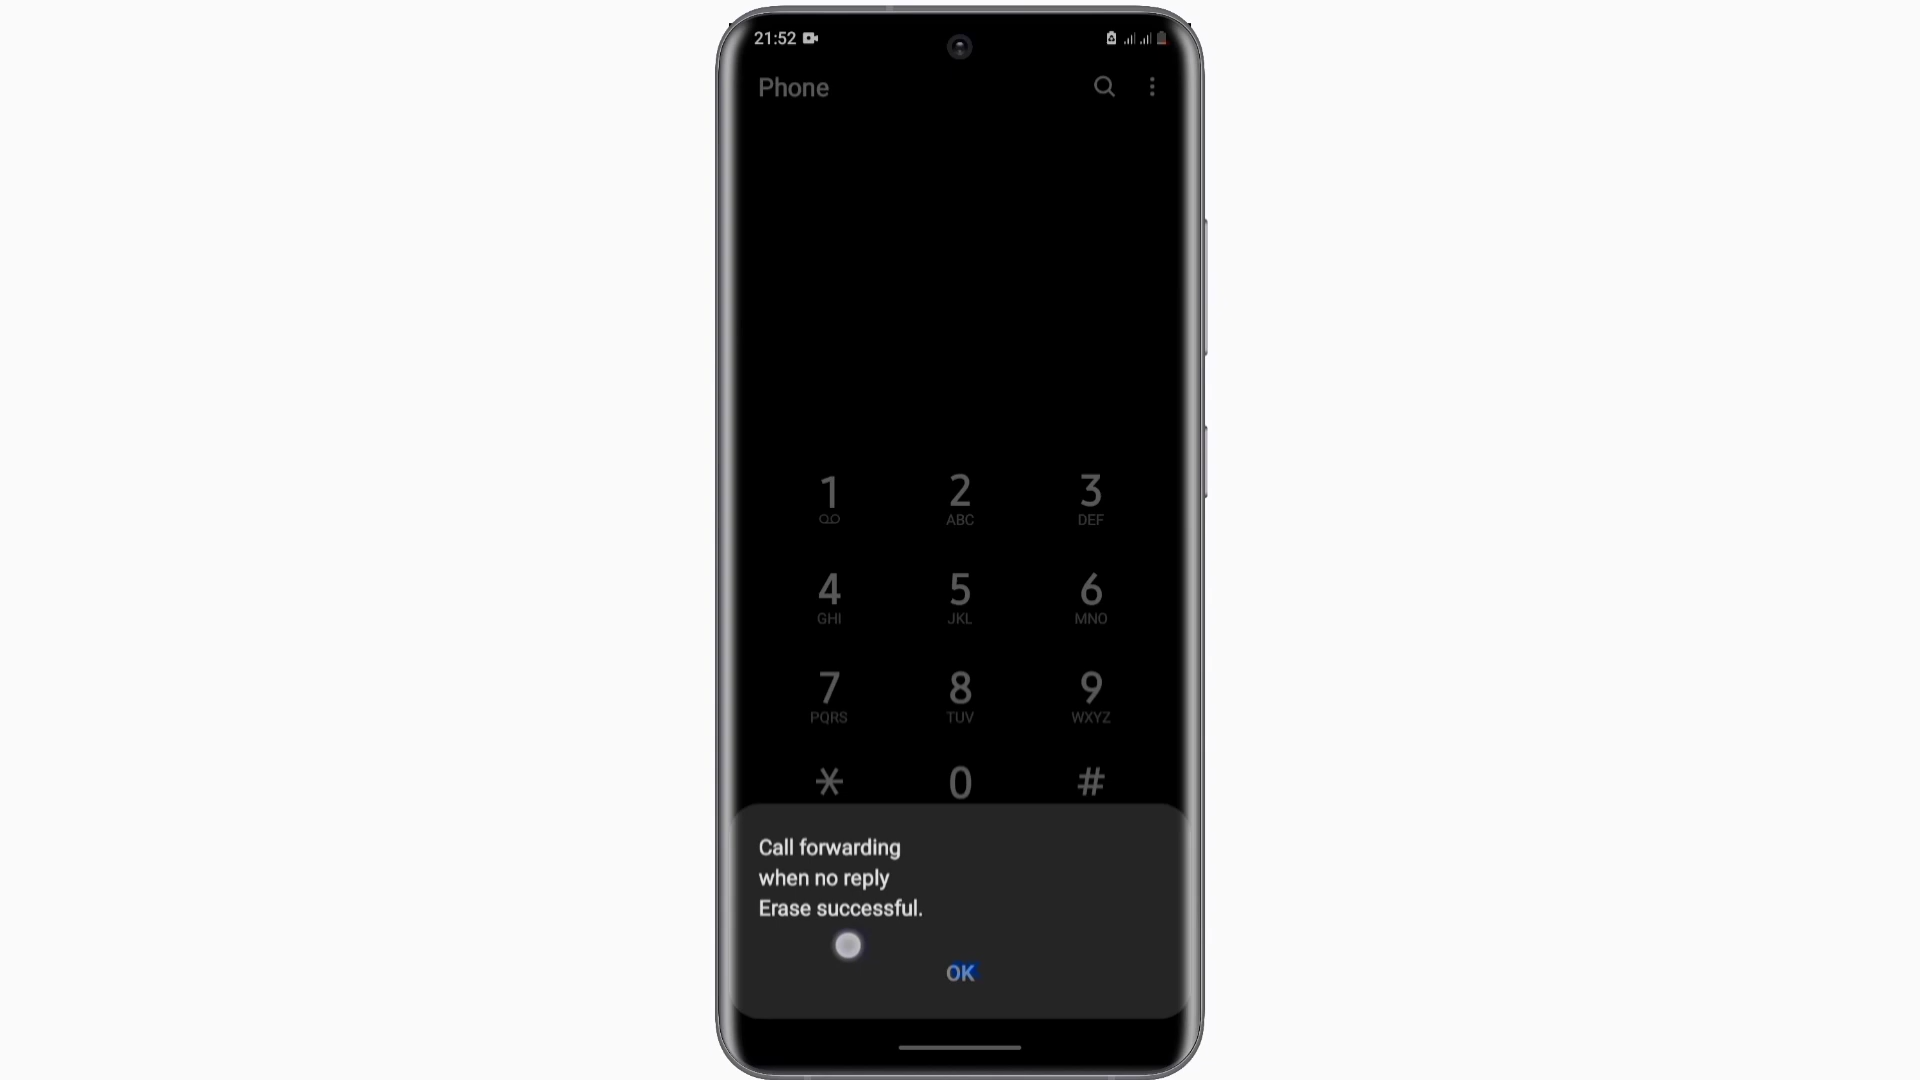 21:52
Phone
1 2 3
ABC DEF
4 5 6
GHI JKL MNO
7 8 9
PQRS TUV WXYZ
* 0 #
Call forwarding
when no reply
Erase successful.
OK